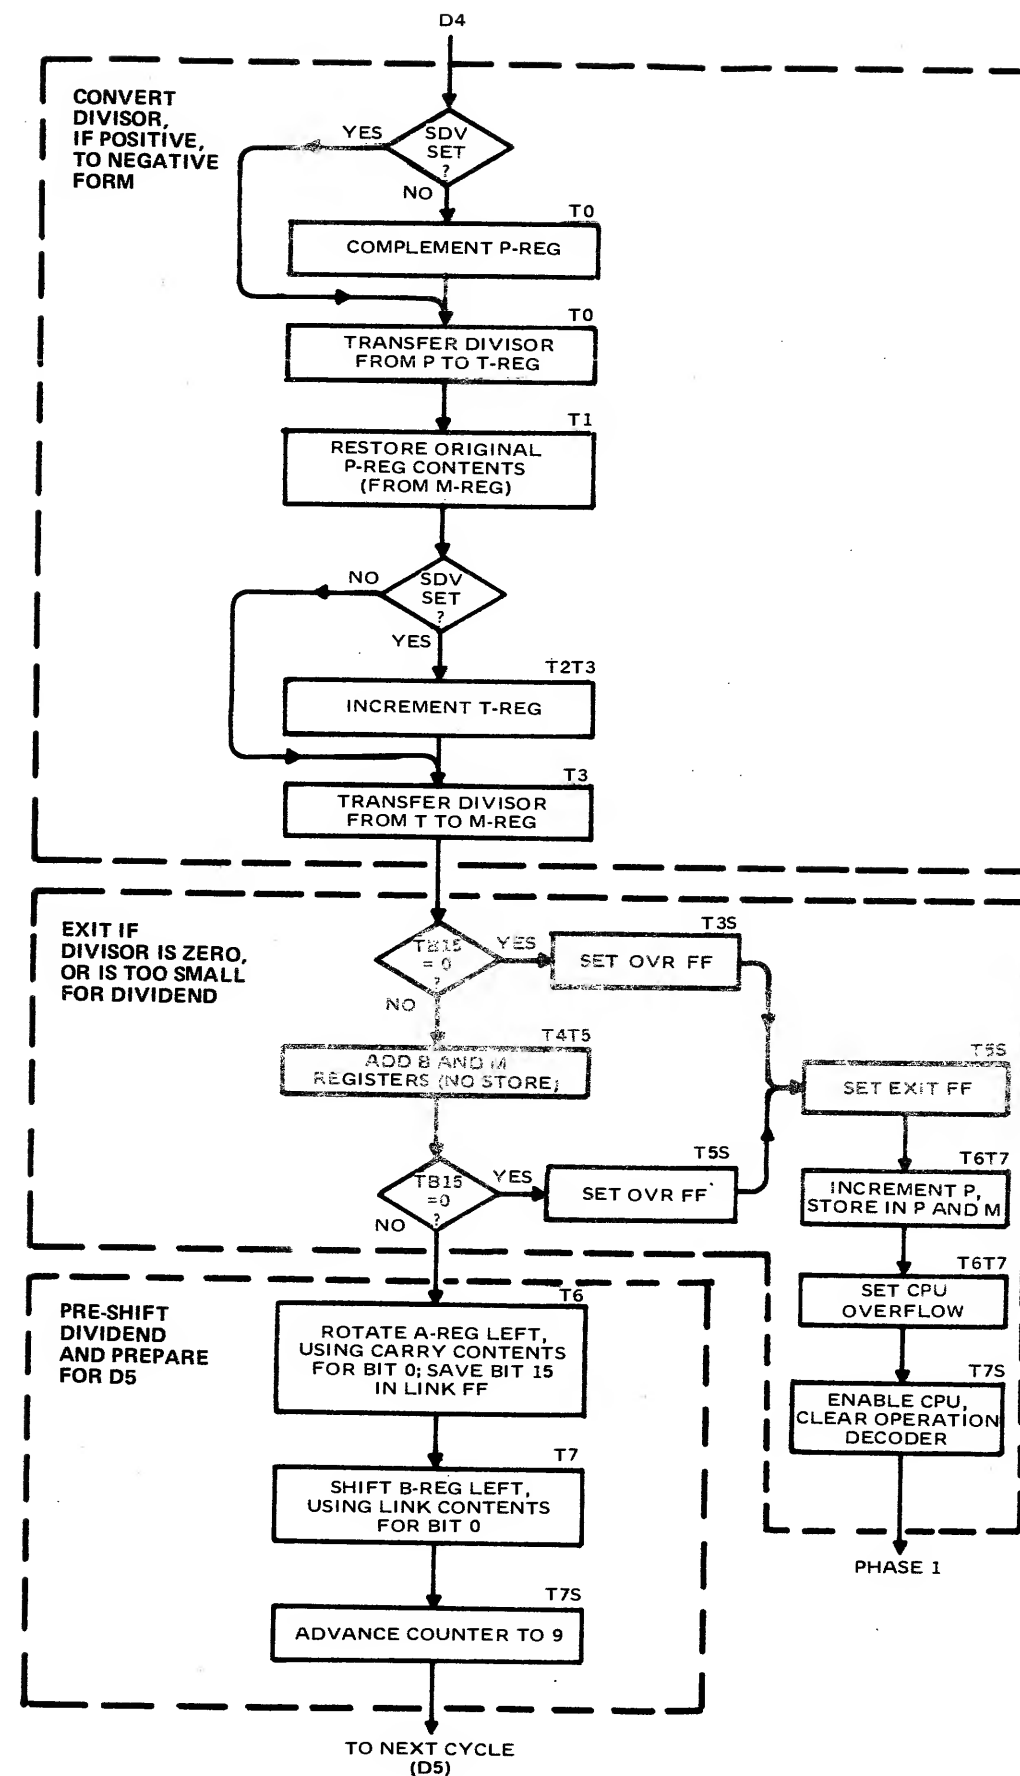 D4
CONVERT
DIVISOR,
IF POSITIVE,
TO NEGATIVE
FORM
YES
SDV
SET
?
NO
T0
COMPLEMENT P-REG
T0
TRANSFER DIVISOR
FROM P TO T-REG
T1
RESTORE ORIGINAL
P-REG CONTENTS
(FROM M-REG)
NO
SDV
SET
?
YES
T2T3
INCREMENT T-REG
T3
TRANSFER DIVISOR
FROM T TO M-REG
EXIT IF
DIVISOR IS ZERO,
OR IS TOO SMALL
FOR DIVIDEND
TB15
= 0
?
YES
T3S
SET OVR FF
NO
T4T5
ADD B AND M
REGISTERS (NO STORE)
T5S
SET EXIT FF
TB15
=0
?
YES
T5S
SET OVR FF
NO
T6T7
INCREMENT P,
STORE IN P AND M
T6T7
SET CPU
OVERFLOW
T7S
ENABLE CPU,
CLEAR OPERATION
DECODER
PHASE 1
PRE-SHIFT
DIVIDEND
AND PREPARE
FOR D5
T6
ROTATE A-REG LEFT,
USING CARRY CONTENTS
FOR BIT 0; SAVE BIT 15
IN LINK FF
T7
SHIFT B-REG LEFT,
USING LINK CONTENTS
FOR BIT 0
T7S
ADVANCE COUNTER TO 9
TO NEXT CYCLE
(D5)